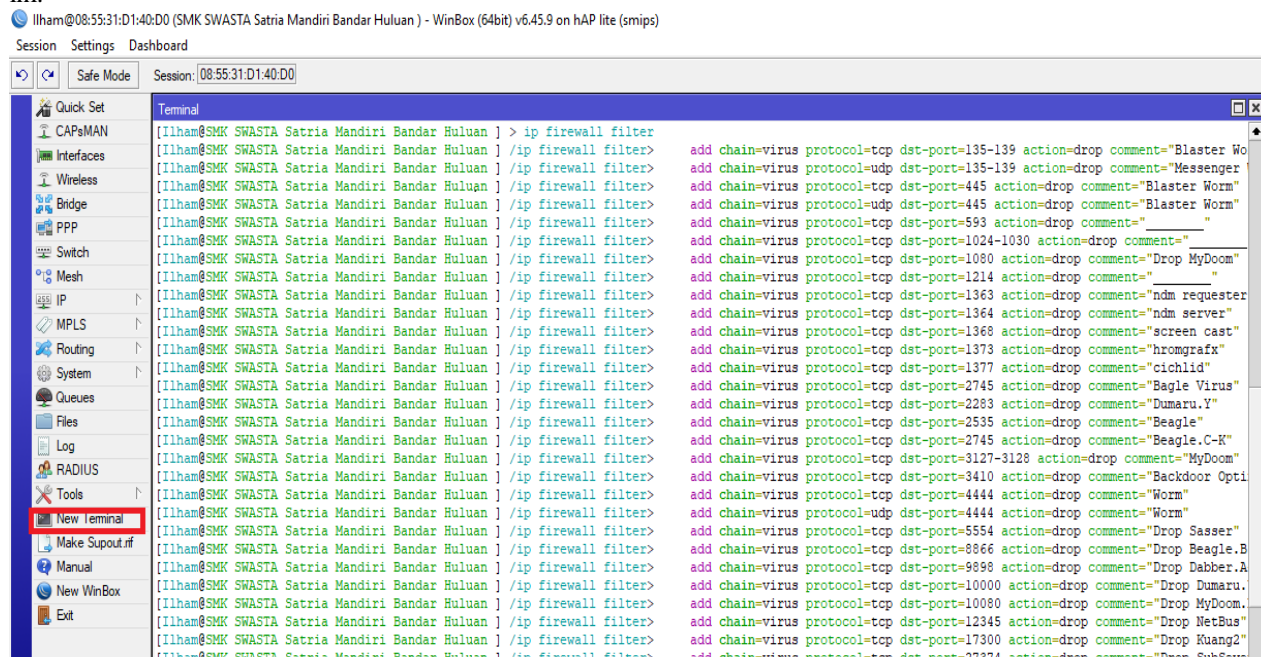 Ilham@08:55:31:D1:40:D0 (SMK SWASTA Satria Mandiri Bandar Huluan ) - WinBox (64bit) v6.45.9 on hAP lite (smips)
Session Settings Dashboard
Safe Mode Session: 08:55:31:D1:40:D0
Quick Set
CAPsMAN
Interfaces
Wireless
Bridge
PPP
Switch
Mesh
IP
MPLS
Routing
System
Queues
Files
Log
RADIUS
Tools
New Terminal
Make Supout.rif
Manual
New WinBox
Exit
Terminal
[Ilham@SMK SWASTA Satria Mandiri Bandar Huluan ] > ip firewall filter
[Ilham@SMK SWASTA Satria Mandiri Bandar Huluan ] /ip firewall filter> add chain=virus protocol=tcp dst-port=135-139 action=drop comment="Blaster Wo
[Ilham@SMK SWASTA Satria Mandiri Bandar Huluan ] /ip firewall filter> add chain=virus protocol=udp dst-port=135-139 action=drop comment="Messenger
[Ilham@SMK SWASTA Satria Mandiri Bandar Huluan ] /ip firewall filter> add chain=virus protocol=tcp dst-port=445 action=drop comment="Blaster Worm"
[Ilham@SMK SWASTA Satria Mandiri Bandar Huluan ] /ip firewall filter> add chain=virus protocol=udp dst-port=445 action=drop comment="Blaster Worm"
[Ilham@SMK SWASTA Satria Mandiri Bandar Huluan ] /ip firewall filter> add chain=virus protocol=tcp dst-port=593 action=drop comment="________"
[Ilham@SMK SWASTA Satria Mandiri Bandar Huluan ] /ip firewall filter> add chain=virus protocol=tcp dst-port=1024-1030 action=drop comment="________
[Ilham@SMK SWASTA Satria Mandiri Bandar Huluan ] /ip firewall filter> add chain=virus protocol=tcp dst-port=1080 action=drop comment="Drop MyDoom"
[Ilham@SMK SWASTA Satria Mandiri Bandar Huluan ] /ip firewall filter> add chain=virus protocol=tcp dst-port=1214 action=drop comment="________"
[Ilham@SMK SWASTA Satria Mandiri Bandar Huluan ] /ip firewall filter> add chain=virus protocol=tcp dst-port=1363 action=drop comment="ndm requester
[Ilham@SMK SWASTA Satria Mandiri Bandar Huluan ] /ip firewall filter> add chain=virus protocol=tcp dst-port=1364 action=drop comment="ndm server"
[Ilham@SMK SWASTA Satria Mandiri Bandar Huluan ] /ip firewall filter> add chain=virus protocol=tcp dst-port=1368 action=drop comment="screen cast"
[Ilham@SMK SWASTA Satria Mandiri Bandar Huluan ] /ip firewall filter> add chain=virus protocol=tcp dst-port=1373 action=drop comment="hromgrafx"
[Ilham@SMK SWASTA Satria Mandiri Bandar Huluan ] /ip firewall filter> add chain=virus protocol=tcp dst-port=1377 action=drop comment="cichlid"
[Ilham@SMK SWASTA Satria Mandiri Bandar Huluan ] /ip firewall filter> add chain=virus protocol=tcp dst-port=2745 action=drop comment="Bagle Virus"
[Ilham@SMK SWASTA Satria Mandiri Bandar Huluan ] /ip firewall filter> add chain=virus protocol=tcp dst-port=2283 action=drop comment="Dumaru.Y"
[Ilham@SMK SWASTA Satria Mandiri Bandar Huluan ] /ip firewall filter> add chain=virus protocol=tcp dst-port=2535 action=drop comment="Beagle"
[Ilham@SMK SWASTA Satria Mandiri Bandar Huluan ] /ip firewall filter> add chain=virus protocol=tcp dst-port=2745 action=drop comment="Beagle.C-K"
[Ilham@SMK SWASTA Satria Mandiri Bandar Huluan ] /ip firewall filter> add chain=virus protocol=tcp dst-port=3127-3128 action=drop comment="MyDoom"
[Ilham@SMK SWASTA Satria Mandiri Bandar Huluan ] /ip firewall filter> add chain=virus protocol=tcp dst-port=3410 action=drop comment="Backdoor Opti
[Ilham@SMK SWASTA Satria Mandiri Bandar Huluan ] /ip firewall filter> add chain=virus protocol=tcp dst-port=4444 action=drop comment="Worm"
[Ilham@SMK SWASTA Satria Mandiri Bandar Huluan ] /ip firewall filter> add chain=virus protocol=udp dst-port=4444 action=drop comment="Worm"
[Ilham@SMK SWASTA Satria Mandiri Bandar Huluan ] /ip firewall filter> add chain=virus protocol=tcp dst-port=5554 action=drop comment="Drop Sasser"
[Ilham@SMK SWASTA Satria Mandiri Bandar Huluan ] /ip firewall filter> add chain=virus protocol=tcp dst-port=8866 action=drop comment="Drop Beagle.B
[Ilham@SMK SWASTA Satria Mandiri Bandar Huluan ] /ip firewall filter> add chain=virus protocol=tcp dst-port=9898 action=drop comment="Drop Dabber.A
[Ilham@SMK SWASTA Satria Mandiri Bandar Huluan ] /ip firewall filter> add chain=virus protocol=tcp dst-port=10000 action=drop comment="Drop Dumaru.
[Ilham@SMK SWASTA Satria Mandiri Bandar Huluan ] /ip firewall filter> add chain=virus protocol=tcp dst-port=10080 action=drop comment="Drop MyDoom.
[Ilham@SMK SWASTA Satria Mandiri Bandar Huluan ] /ip firewall filter> add chain=virus protocol=tcp dst-port=12345 action=drop comment="Drop NetBus"
[Ilham@SMK SWASTA Satria Mandiri Bandar Huluan ] /ip firewall filter> add chain=virus protocol=tcp dst-port=17300 action=drop comment="Drop Kuang2"